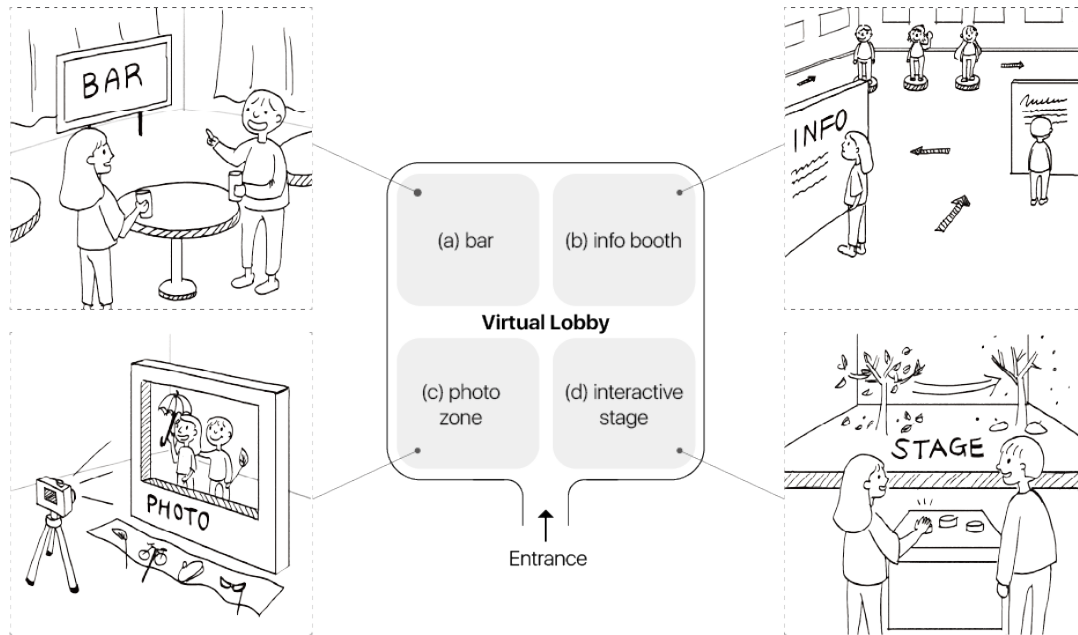 BAR
INFO
(a) bar
(b) info booth
Virtual Lobby
(c) photo
zone
(d) interactive
stage
PHOTO
STAGE
Entrance